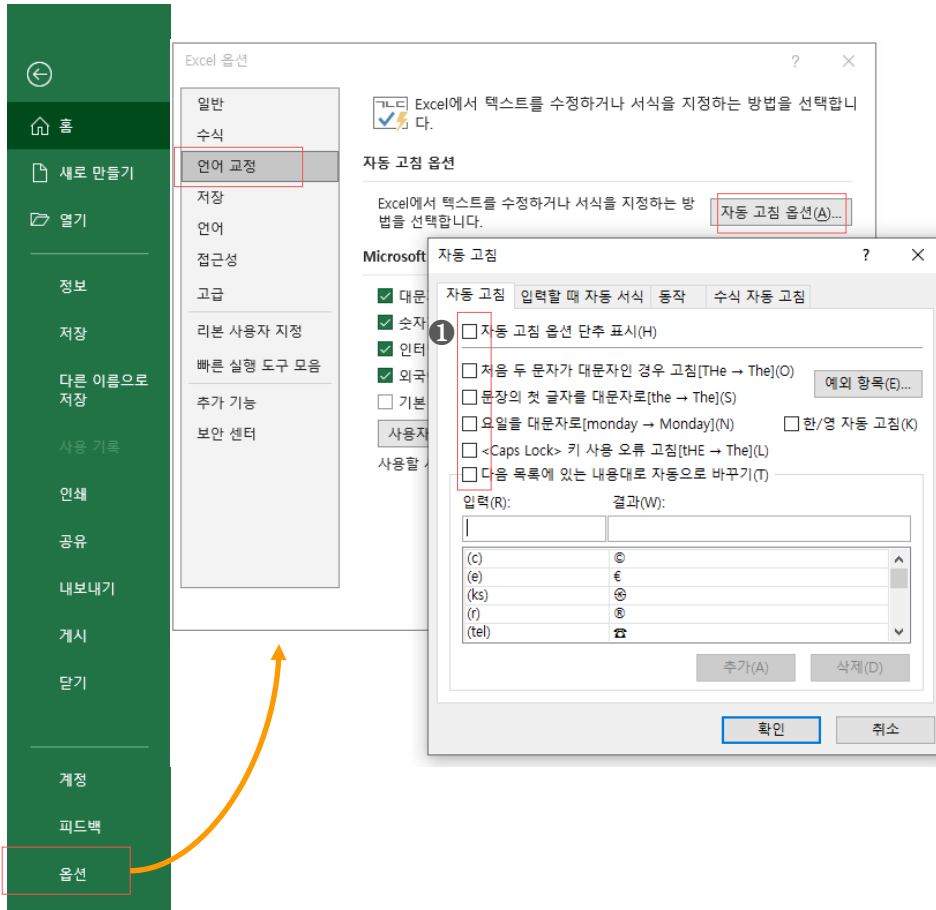 홈
새로 만들기
열기
정보
저장
다른 이름으로
저장
사용 기록
인쇄
공유
내보내기
게시
닫기
계정
피드백
옵션
Excel 옵션
일반
수식
언어 교정
저장
언어
접근성
고급
리본 사용자 지정
빠른 실행 도구 모음
추가 기능
보안 센터
ㄱㄴㄷ Excel에서 텍스트를 수정하거나 서식을 지정하는 방법을 선택합니
다.
자동 고침 옵션
Excel에서 텍스트를 수정하거나 서식을 지정하는 방
법을 선택합니다.
자동 고침 옵션(A)...
Microsoft
대문
숫자
인터
외국
기본
사용자
사용할
자동 고침 ?
자동 고침 입력할 때 자동 서식 동작 수식 자동 고침
❶ 자동 고침 옵션 단추 표시(H)
처음 두 문자가 대문자인 경우 고침[THe → The](O)
예외 항목(E)...
문장의 첫 글자를 대문자로[the → The](S)
요일을 대문자로[monday → Monday](N) 한/영 자동 고침(K)
<Caps Lock> 키 사용 오류 고침[tHE → The](L)
다음 목록에 있는 내용대로 자동으로 바꾸기(T)
입력(R): 결과(W):
(c) ©
(e) €
(ks) ㉿
(r) ®
(tel) ☎
추가(A) 삭제(D)
확인 취소